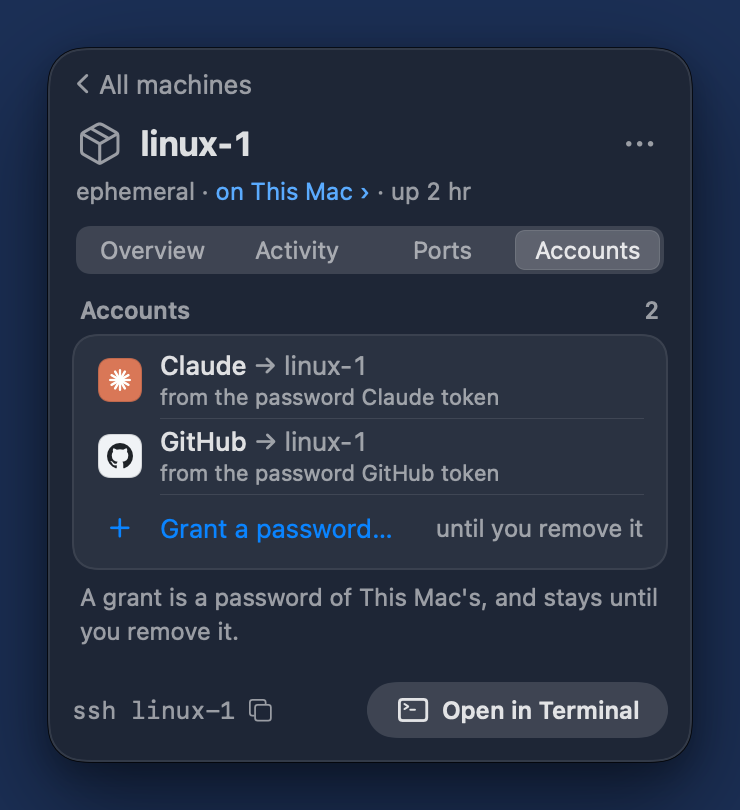 All machines
linux-1
ephemeral · on This Mac › · up 2 hr
Overview Activity Ports Accounts
Accounts 2
Claude → linux-1
from the password Claude token
GitHub → linux-1
from the password GitHub token
+ Grant a password... until you remove it
A grant is a password of This Mac's, and stays until
you remove it.
ssh linux-1 Open in Terminal